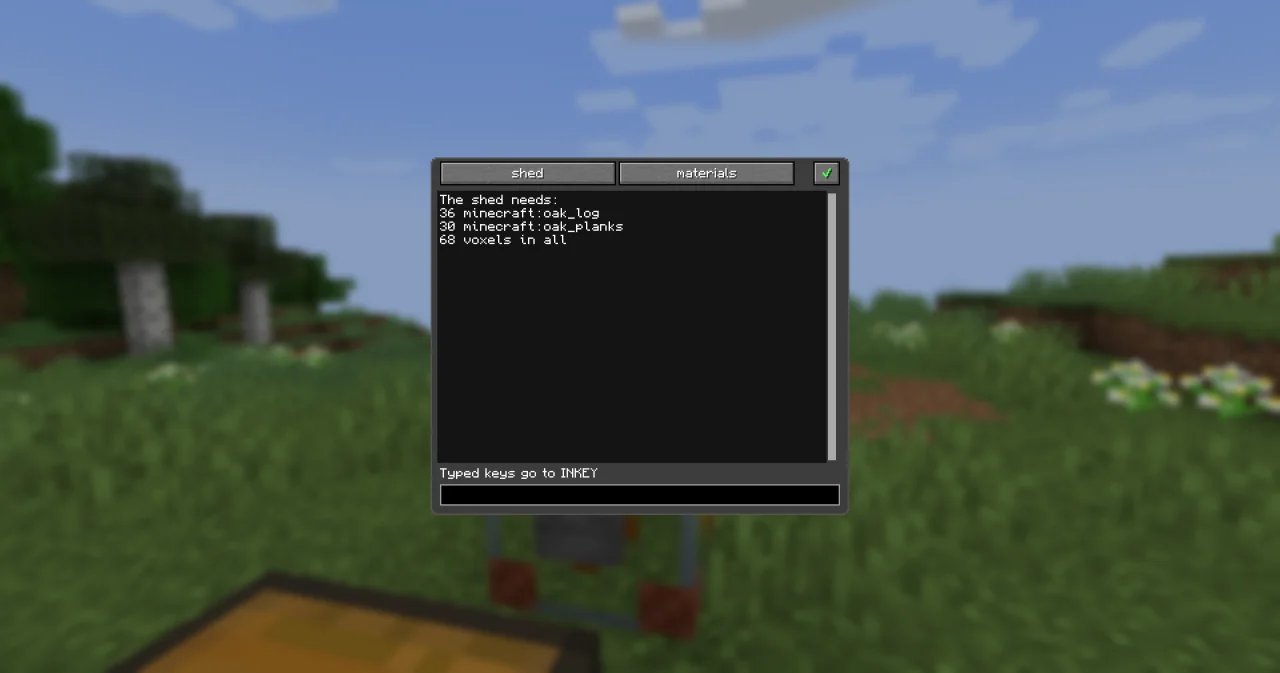 shed
materials
The shed needs:
36 minecraft:oak_log
30 minecraft:oak_planks
68 voxels in all
Typed keys go to INKEY